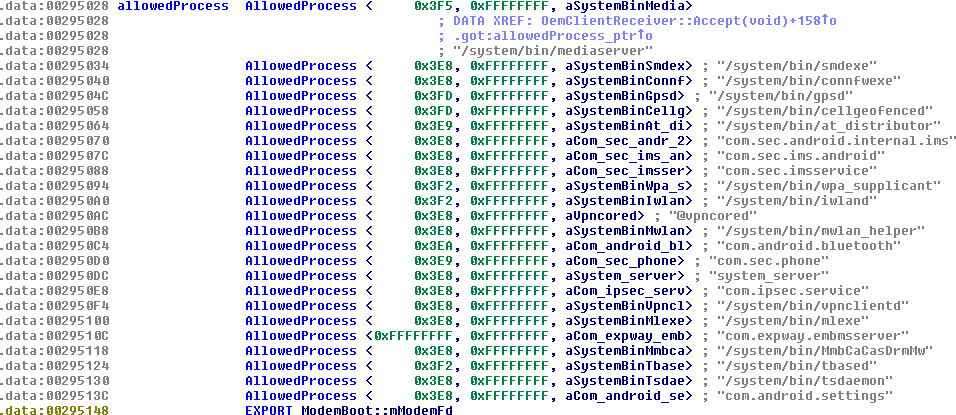 .data:00295028 allowedProcess AllowedProcess < 0x3F5, 0xFFFFFFFF, aSystemBinMedia>
.data:00295028 ; DATA XREF: OemClientReceiver::Accept(void)+158↑o
.data:00295028 ; .got:allowedProcess_ptr↑o
.data:00295028 ; "/system/bin/mediaserver"
.data:00295034 AllowedProcess < 0x3E8, 0xFFFFFFFF, aSystemBinSmdex> ; "/system/bin/smdexe"
.data:00295040 AllowedProcess < 0x3E8, 0xFFFFFFFF, aSystemBinConnf> ; "/system/bin/connfwexe"
.data:0029504C AllowedProcess < 0x3FD, 0xFFFFFFFF, aSystemBinGpsd> ; "/system/bin/gpsd"
.data:00295058 AllowedProcess < 0x3FD, 0xFFFFFFFF, aSystemBinCellg> ; "/system/bin/cellgeofenced"
.data:00295064 AllowedProcess < 0x3E9, 0xFFFFFFFF, aSystemBinAt_di> ; "/system/bin/at_distributor"
.data:00295070 AllowedProcess < 0x3E8, 0xFFFFFFFF, aCom_sec_andr_2> ; "com.sec.android.internal.ims"
.data:0029507C AllowedProcess < 0x3E8, 0xFFFFFFFF, aCom_sec_ims_an> ; "com.sec.ims.android"
.data:00295088 AllowedProcess < 0x3E8, 0xFFFFFFFF, aCom_sec_imsser> ; "com.sec.imsservice"
.data:00295094 AllowedProcess < 0x3F2, 0xFFFFFFFF, aSystemBinWpa_s> ; "/system/bin/wpa_supplicant"
.data:002950A0 AllowedProcess < 0x3F2, 0xFFFFFFFF, aSystemBinIwlan> ; "/system/bin/iwland"
.data:002950AC AllowedProcess < 0x3E8, 0xFFFFFFFF, aVpncored> ; "@vpncored"
.data:002950B8 AllowedProcess < 0x3E8, 0xFFFFFFFF, aSystemBinMwlan> ; "/system/bin/mwlan_helper"
.data:002950C4 AllowedProcess < 0x3EA, 0xFFFFFFFF, aCom_android_bl> ; "com.android.bluetooth"
.data:002950D0 AllowedProcess < 0x3E9, 0xFFFFFFFF, aCom_sec_phone> ; "com.sec.phone"
.data:002950DC AllowedProcess < 0x3E8, 0xFFFFFFFF, aSystem_server> ; "system_server"
.data:002950E8 AllowedProcess < 0x3E8, 0xFFFFFFFF, aCom_ipsec_serv> ; "com.ipsec.service"
.data:002950F4 AllowedProcess < 0x3E8, 0xFFFFFFFF, aSystemBinVpncl> ; "/system/bin/vpnclientd"
.data:00295100 AllowedProcess < 0x3E8, 0xFFFFFFFF, aSystemBinMlexe> ; "/system/bin/mlexe"
.data:0029510C AllowedProcess <0xFFFFFFFF, 0xFFFFFFFF, aCom_expway_emb> ; "com.expway.embmsserver"
.data:00295118 AllowedProcess < 0x3E8, 0xFFFFFFFF, aSystemBinMmbca> ; "/system/bin/MmbCaCasDrmMw"
.data:00295124 AllowedProcess < 0x3F2, 0xFFFFFFFF, aSystemBinTbase> ; "/system/bin/tbased"
.data:00295130 AllowedProcess < 0x3E8, 0xFFFFFFFF, aSystemBinTsdae> ; "/system/bin/tsdaemon"
.data:0029513C AllowedProcess < 0x3E8, 0xFFFFFFFF, aCom_android_se> ; "com.android.settings"
.data:00295148 EXPORT ModemBoot::mModemFd